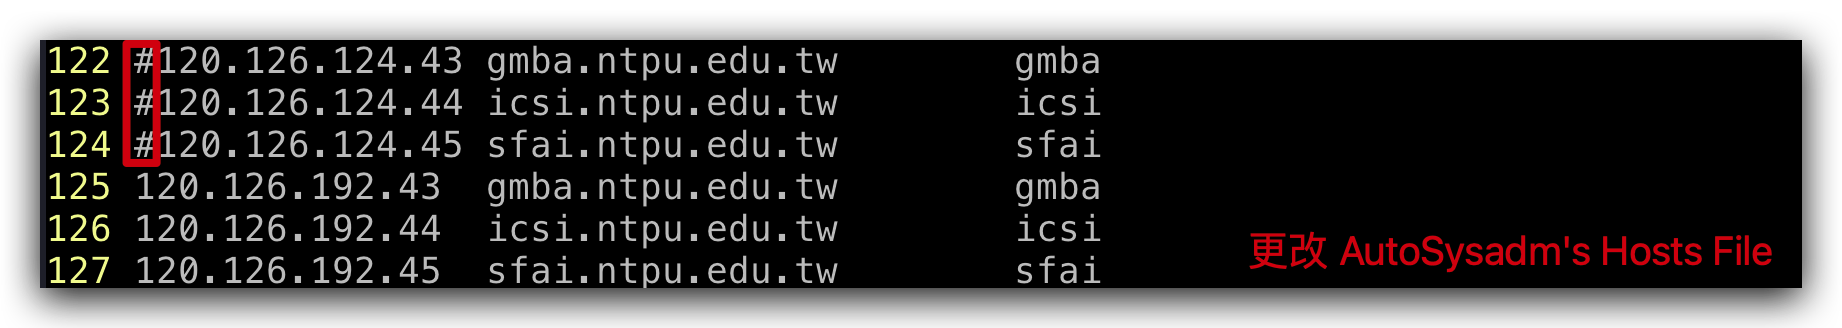 122 #120.126.124.43 gmba.ntpu.edu.tw gmba
123 #120.126.124.44 icsi.ntpu.edu.tw icsi
124 #120.126.124.45 sfai.ntpu.edu.tw sfai
125 120.126.192.43 gmba.ntpu.edu.tw gmba
126 120.126.192.44 icsi.ntpu.edu.tw icsi
127 120.126.192.45 sfai.ntpu.edu.tw sfai
更改 AutoSysadm's Hosts File